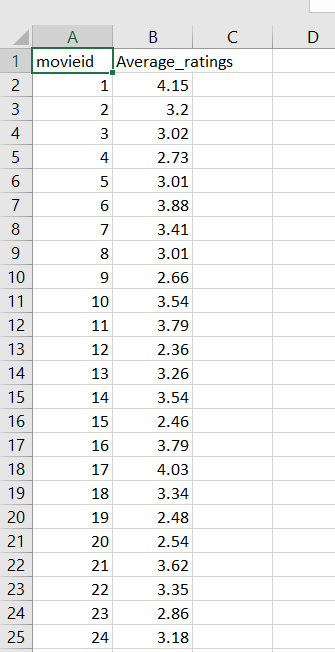 A B C D
1 movieid Average_ratings
2 1 4.15
3 2 3.2
4 3 3.02
5 4 2.73
6 5 3.01
7 6 3.88
8 7 3.41
9 8 3.01
10 9 2.66
11 10 3.54
12 11 3.79
13 12 2.36
14 13 3.26
15 14 3.54
16 15 2.46
17 16 3.79
18 17 4.03
19 18 3.34
20 19 2.48
21 20 2.54
22 21 3.62
23 22 3.35
24 23 2.86
25 24 3.18